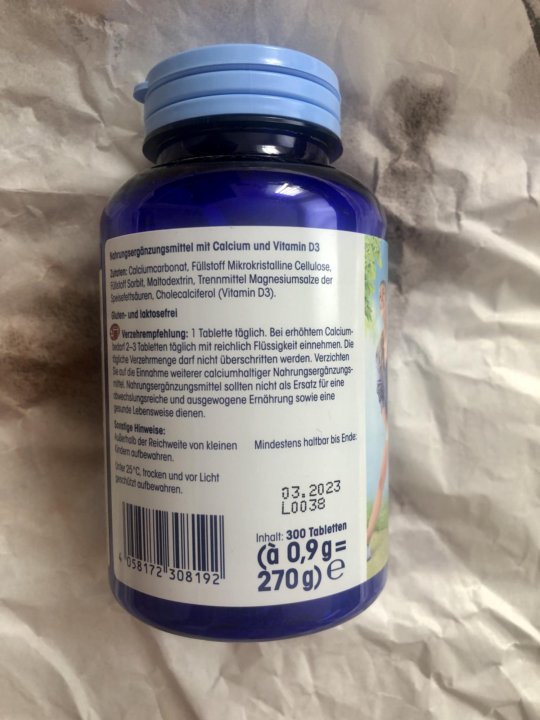 Nahrungsergänzungsmittel mit Calcium und Vitamin D3
Zutaten: Calciumcarbonat, Füllstoff Mikrokristalline Cellulose,
Füllstoff Sorbit, Maltodextrin, Trennmittel Magnesiumsalze der
Speisefettsäuren, Cholecalciferol (Vitamin D3).
Gluten- und laktosefrei
Verzehrempfehlung: 1 Tablette täglich. Bei erhöhtem Calcium-
bedarf 2–3 Tabletten täglich mit reichlich Flüssigkeit einnehmen. Die
tägliche Verzehrmenge darf nicht überschritten werden. Verzichten
Sie auf die Einnahme weiterer calciumhaltiger Nahrungsergänzungs-
mittel. Nahrungsergänzungsmittel sollten nicht als Ersatz für eine
abwechslungsreiche und ausgewogene Ernährung sowie eine
gesunde Lebensweise dienen.
Sonstige Hinweise:
Außerhalb der Reichweite von kleinen
Kindern aufbewahren.
Unter 25°C, trocken und vor Licht
geschützt aufbewahren.
Mindestens haltbar bis Ende:
03.2023
L0038
Inhalt: 300 Tabletten
(à 0,9 g =
270 g) ℮
4 058172 308192